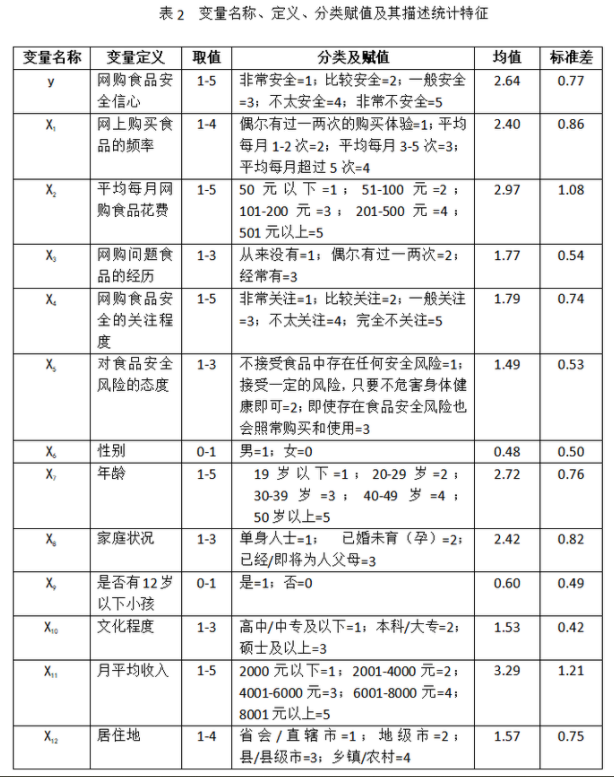 表 2 变量名称、定义、分类赋值及其描述统计特征
变量名称 变量定义 取值 分类及赋值 均值 标准差
y 网购食品安 1-5 非常安全=1；比较安全=2；一般安全 2.64 0.77
全信心 =3；不太安全=4；非常不安全=5
X₁ 网上购买食 1-4 偶尔有过一两次的购买体验=1；平均 2.40 0.86
品的频率 每月 1-2 次=2；平均每月 3-5 次=3；
平均每月超过 5 次=4
X₂ 平均每月网 1-5 50 元以下=1；51-100 元=2； 2.97 1.08
购食品花费 101-200 元=3；201-500 元=4；
501 元以上=5
X₃ 网购问题食 1-3 从来没有=1；偶尔有过一两次=2； 1.77 0.54
品的经历 经常有=3
X₄ 网购食品安 1-5 非常关注=1；比较关注=2；一般关注 1.79 0.74
全的关注程 =3；不太关注=4；完全不关注=5
度
X₅ 对食品安全 1-3 不接受食品中存在任何安全风险=1； 1.49 0.53
风险的态度 接受一定的风险，只要不危害身体健
康即可=2；即使存在食品安全风险也
会照常购买和使用=3
X₆ 性别 0-1 男=1；女=0 0.48 0.50
X₇ 年龄 1-5 19 岁以下=1；20-29 岁=2； 2.72 0.76
30-39 岁=3；40-49 岁=4；
50 岁以上=5
X₈ 家庭状况 1-3 单身人士=1； 已婚未育（孕）=2； 2.42 0.82
已经/即将为人父母=3
X₉ 是否有 12 岁 0-1 是=1；否=0 0.60 0.49
以下小孩
X₁₀ 文化程度 1-3 高中/中专及以下=1；本科/大专=2； 1.53 0.42
硕士及以上=3
X₁₁ 月平均收入 1-5 2000 元以下=1；2001-4000 元=2； 3.29 1.21
4001-6000 元=3；6001-8000 元=4；
8001 元以上=5
X₁₂ 居住地 1-4 省会/直辖市=1；地级市=2； 1.57 0.75
县/县级市=3；乡镇/农村=4